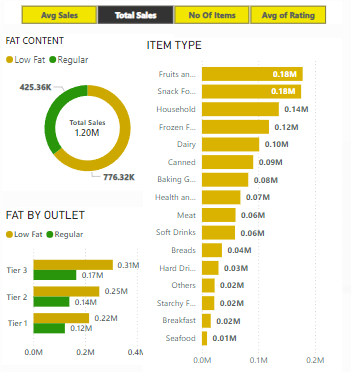 Avg Sales Total Sales No Of Items Avg of Rating
FAT CONTENT
Low Fat Regular
425.36K
Total Sales
1.20M
776.32K
FAT BY OUTLET
Low Fat Regular
Tier 3 0.31M
0.17M
Tier 2 0.25M
0.14M
Tier 1 0.22M
0.12M
0.0M 0.2M 0.4M
ITEM TYPE
Fruits an... 0.18M
Snack Fo... 0.18M
Household 0.14M
Frozen F... 0.12M
Dairy 0.10M
Canned 0.09M
Baking G... 0.08M
Health an... 0.07M
Meat 0.06M
Soft Drinks 0.06M
Breads 0.04M
Hard Dri... 0.03M
Others 0.02M
Starchy F... 0.02M
Breakfast 0.02M
Seafood 0.01M
0.0M 0.1M 0.2M